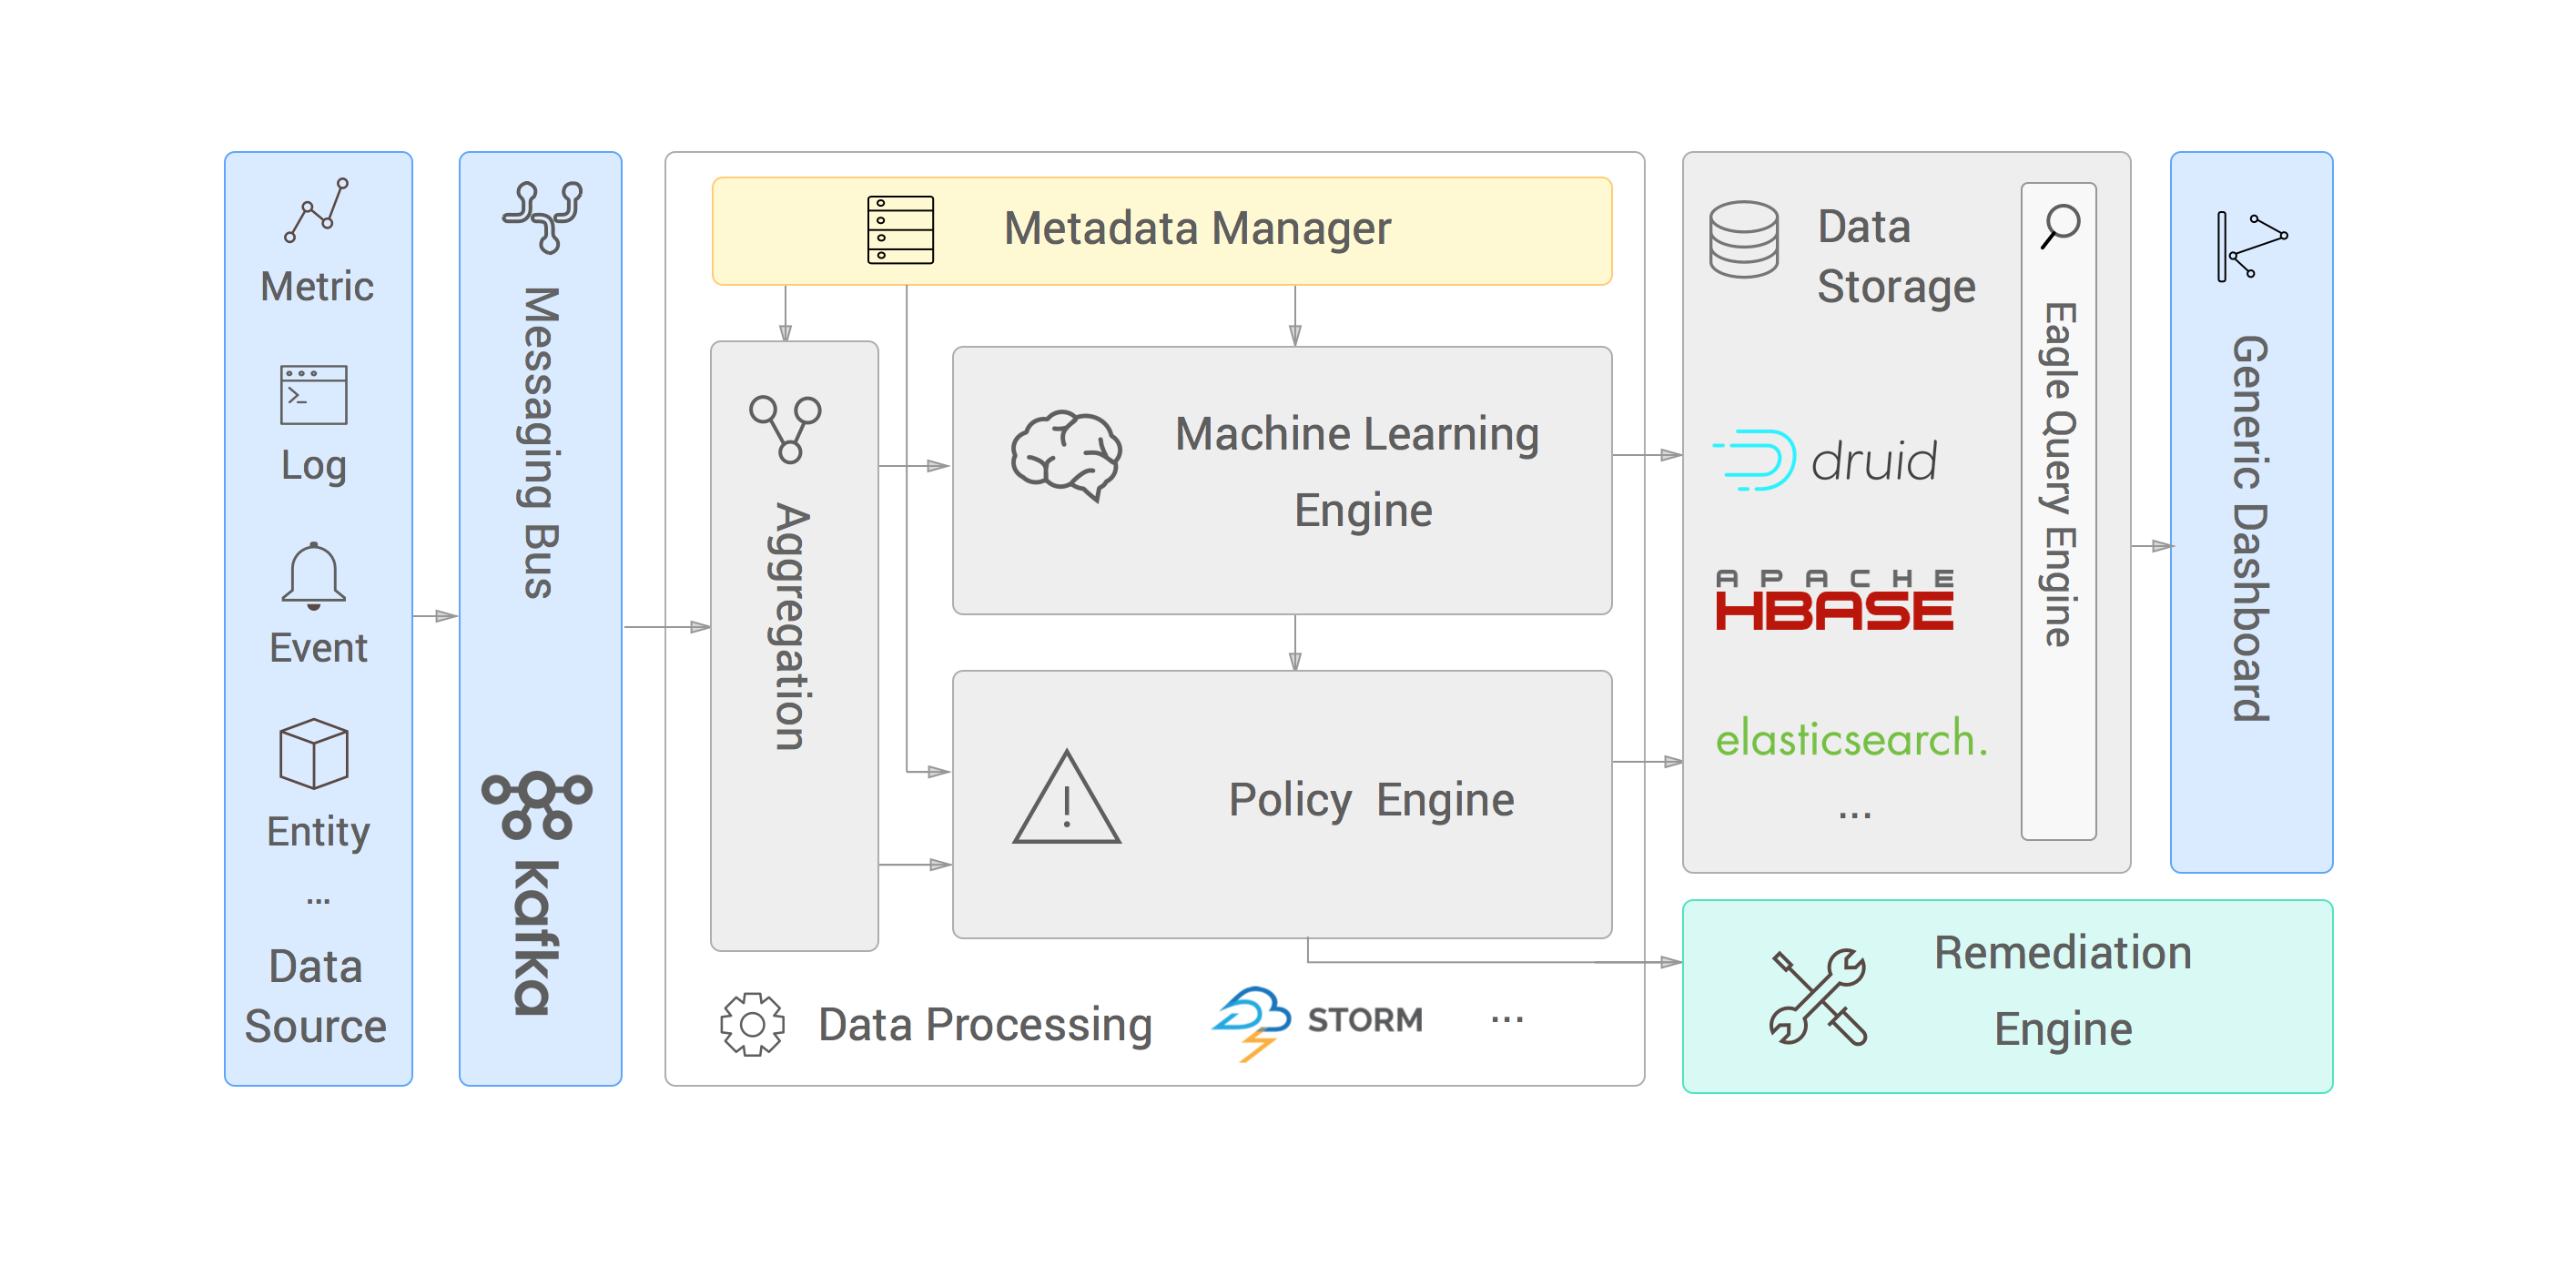 Metric
Log
Event
Entity
...
Data
Source
Messaging Bus
kafka
Metadata Manager
Aggregation
Machine Learning
Engine
Policy Engine
Data Processing
STORM
...
Data
Storage
druid
APACHE
HBASE
elasticsearch.
...
Eagle Query Engine
Generic Dashboard
Remediation
Engine